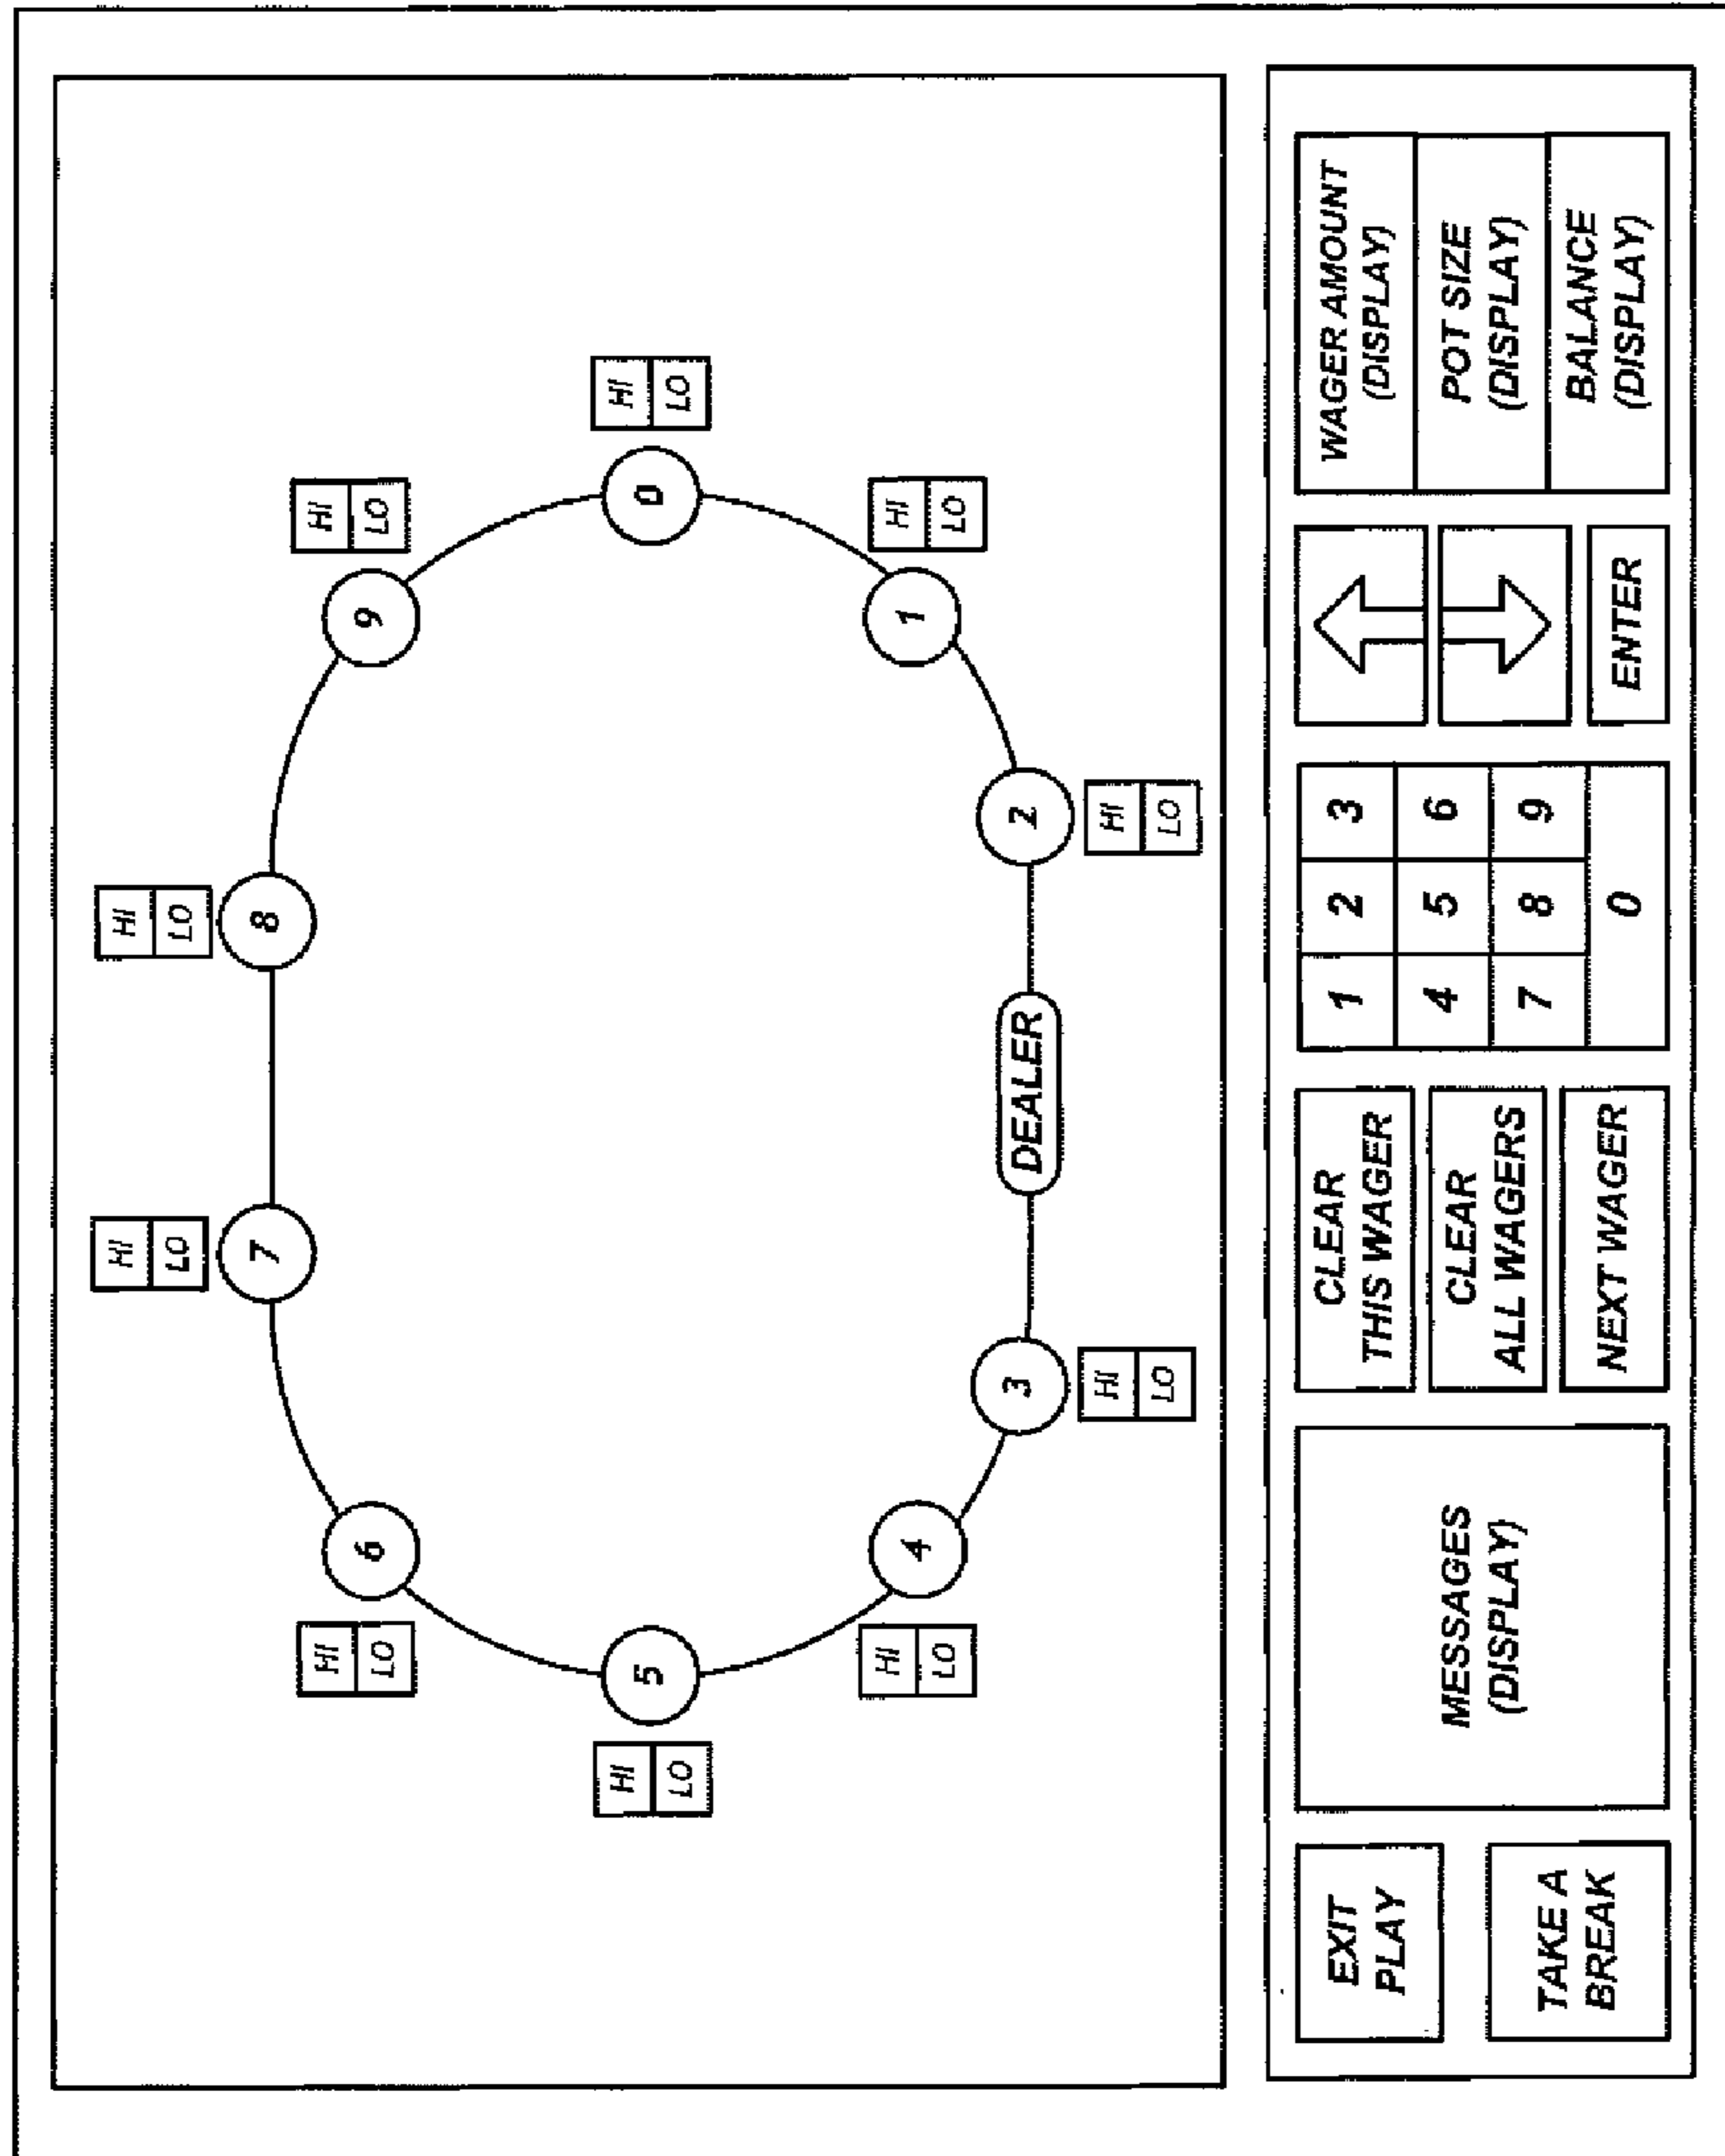 HI
LO
7
HI
LO
8
HI
LO
6
HI
LO
9
HI
LO
5
HI
LO
0
HI
LO
4
HI
LO
1
3
HI
LO
DEALER
2
HI
LO
EXIT
PLAY
TAKE A
BREAK
MESSAGES
(DISPLAY)
CLEAR
THIS WAGER
CLEAR
ALL WAGERS
NEXT WAGER
1 2 3
4 5 6
7 8 9
0
ENTER
WAGER AMOUNT
(DISPLAY)
POT SIZE
(DISPLAY)
BALANCE
(DISPLAY)